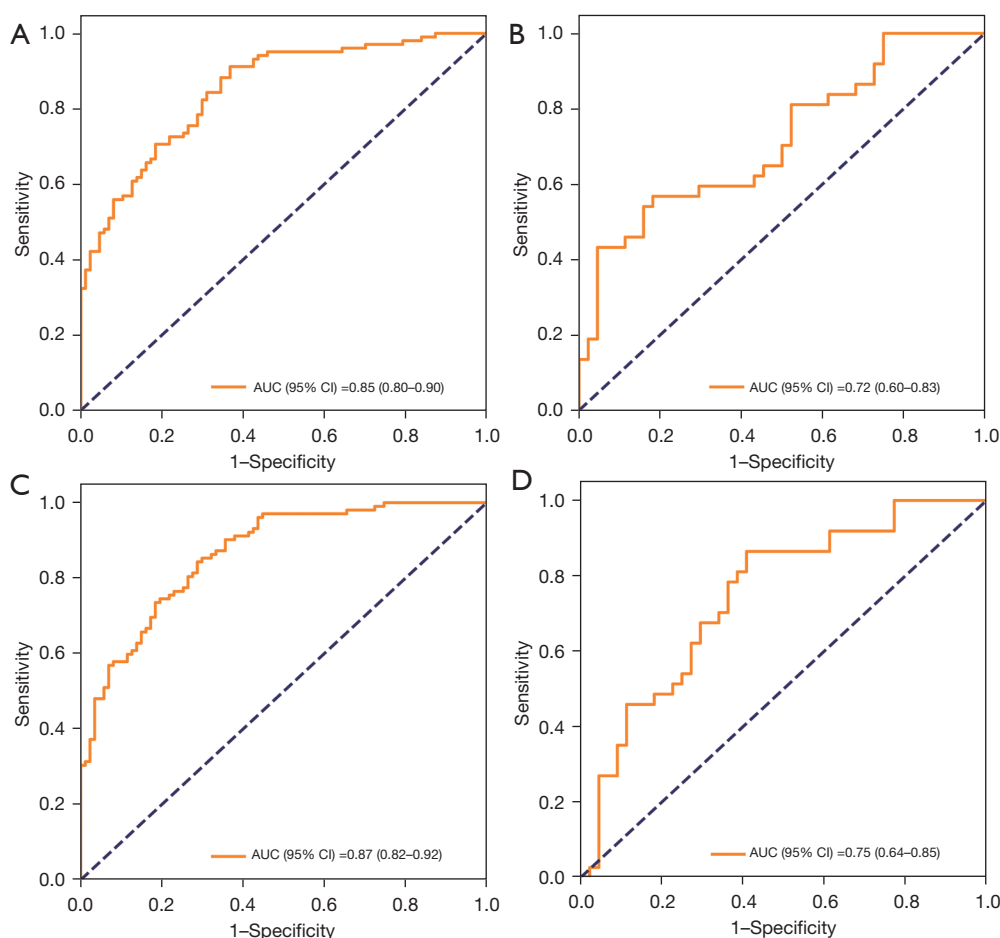 A
1.0
0.8
0.6
0.4
0.2
0.0
Sensitivity
AUC (95% CI) =0.85 (0.80–0.90)
0.0 0.2 0.4 0.6 0.8 1.0
1–Specificity
B
1.0
0.8
0.6
0.4
0.2
0.0
Sensitivity
AUC (95% CI) =0.72 (0.60–0.83)
0.0 0.2 0.4 0.6 0.8 1.0
1–Specificity
C
1.0
0.8
0.6
0.4
0.2
0.0
Sensitivity
AUC (95% CI) =0.87 (0.82–0.92)
0.0 0.2 0.4 0.6 0.8 1.0
1–Specificity
D
1.0
0.8
0.6
0.4
0.2
0.0
Sensitivity
AUC (95% CI) =0.75 (0.64–0.85)
0.0 0.2 0.4 0.6 0.8 1.0
1–Specificity